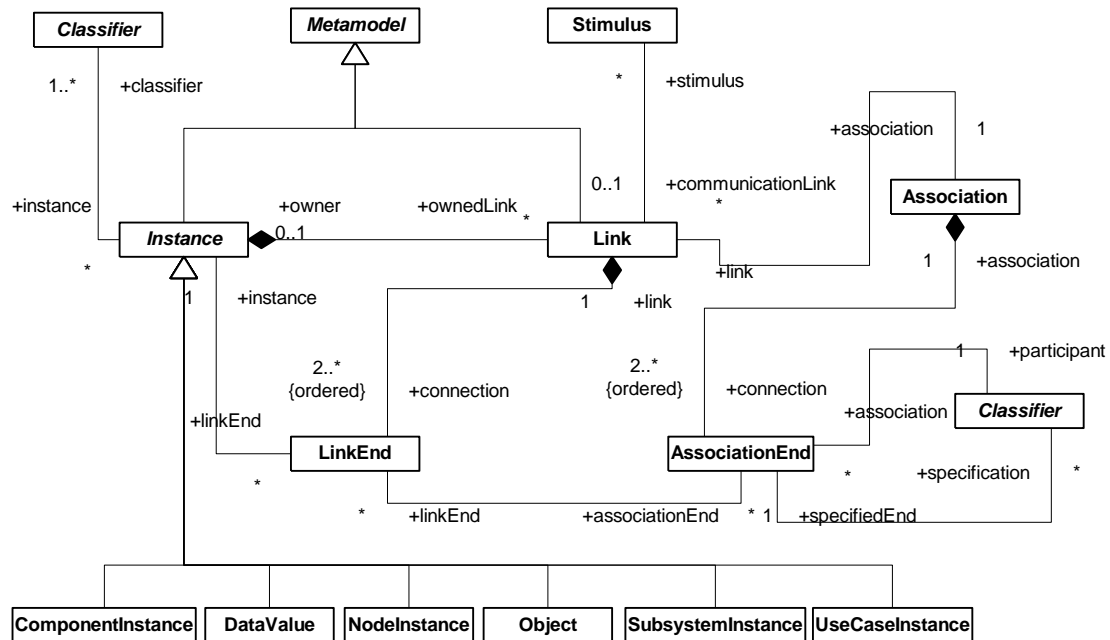 Classifier
Metamodel
Stimulus
1..*
+classifier
*
+stimulus
+association
1
+instance
+owner
+ownedLink
0..1
+communicationLink
*
Association
*
Instance
0..1
*
Link
1
+association
+link
1
+instance
1
+link
2..*
{ordered}
+connection
2..*
{ordered}
+connection
1
+participant
+linkEnd
+association
Classifier
LinkEnd
AssociationEnd
*
*
+specification
*
*
+linkEnd
+associationEnd
*
1
+specifiedEnd
ComponentInstance
DataValue
NodeInstance
Object
SubsystemInstance
UseCaseInstance